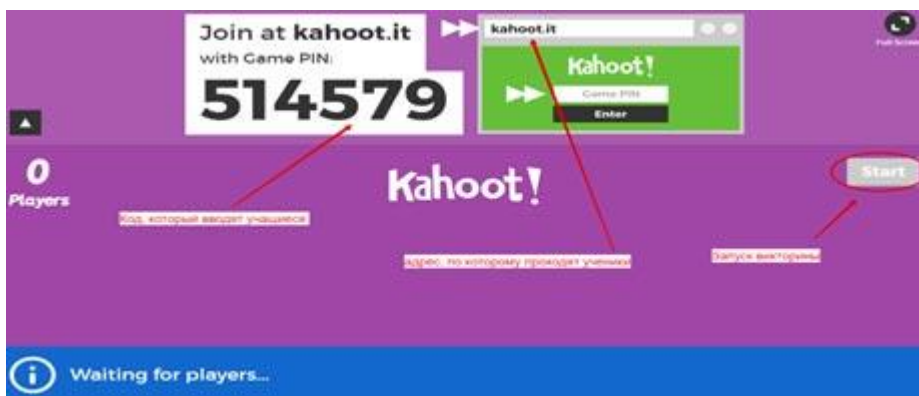 Join at kahoot.it
with Game PIN:
514579
kahoot.it
Kahoot!
Game PIN
Enter
Full Screen
0
Players
Kahoot!
Start
Код, который вводят учащиеся
адрес, по которому проходят ученики
Запуск викторины
Waiting for players...